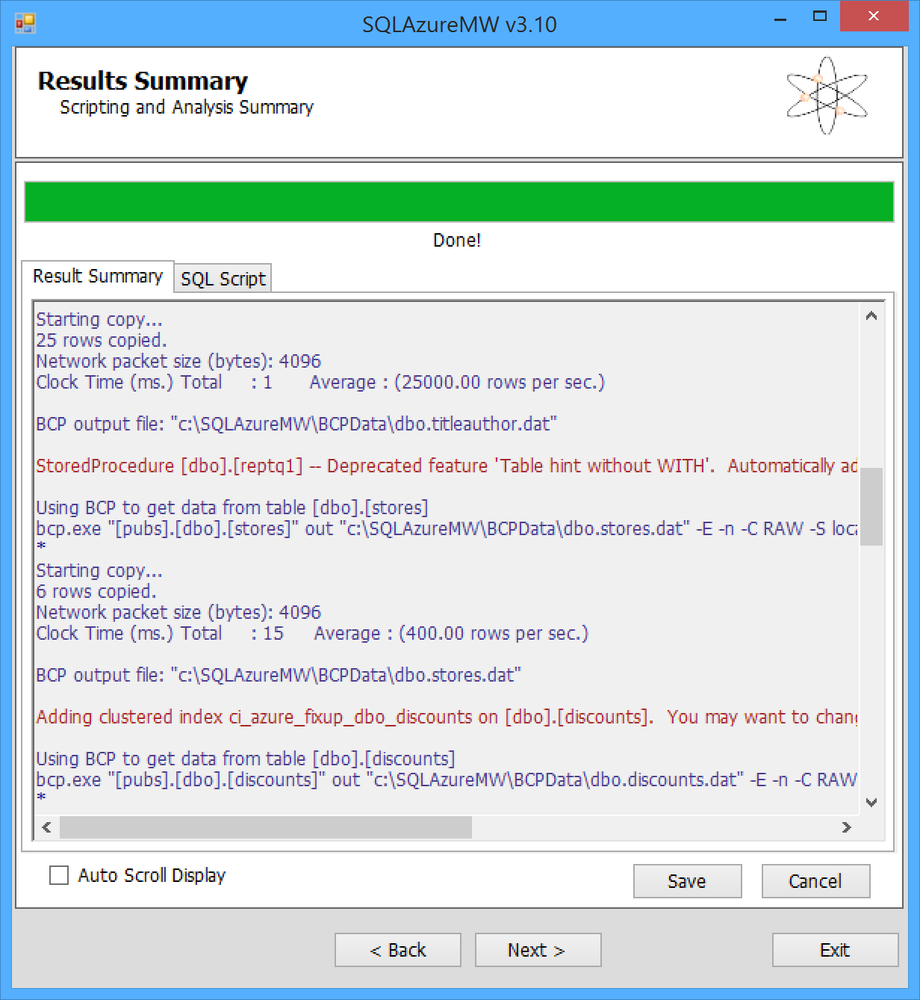 SQLAzureMW v3.10
Results Summary
Scripting and Analysis Summary
Done!
Result Summary
SQL Script
Starting copy...
25 rows copied.
Network packet size (bytes): 4096
Clock Time (ms.) Total     : 1      Average : (25000.00 rows per sec.)
BCP output file: "c:\SQLAzureMW\BCPData\dbo.titleauthor.dat"
StoredProcedure [dbo].[reptq1] -- Deprecated feature 'Table hint without WITH'.  Automatically ad
Using BCP to get data from table [dbo].[stores]
bcp.exe "[pubs].[dbo].[stores]" out "c:\SQLAzureMW\BCPData\dbo.stores.dat" -E -n -C RAW -S loca
*
Starting copy...
6 rows copied.
Network packet size (bytes): 4096
Clock Time (ms.) Total     : 15     Average : (400.00 rows per sec.)
BCP output file: "c:\SQLAzureMW\BCPData\dbo.stores.dat"
Adding clustered index ci_azure_fixup_dbo_discounts on [dbo].[discounts].  You may want to chang
Using BCP to get data from table [dbo].[discounts]
bcp.exe "[pubs].[dbo].[discounts]" out "c:\SQLAzureMW\BCPData\dbo.discounts.dat" -E -n -C RAW
*
Auto Scroll Display
Save
Cancel
< Back
Next >
Exit